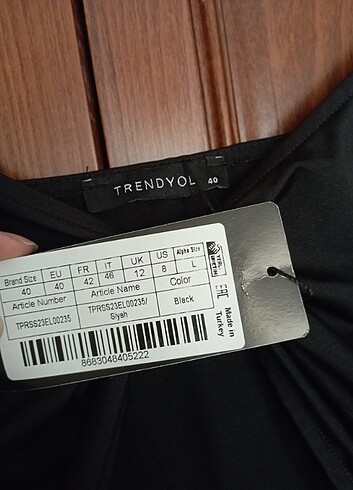 TRENDYOL 40
Brand Size EU FR IT UK US Alpha Size
40 40 42 46 12 8 L
Article Number Article Name Color
TPRSS23EL00235 TPRSS23EL00235/ Black
Siyah
8683048405222
EAC
Made in
Turkey